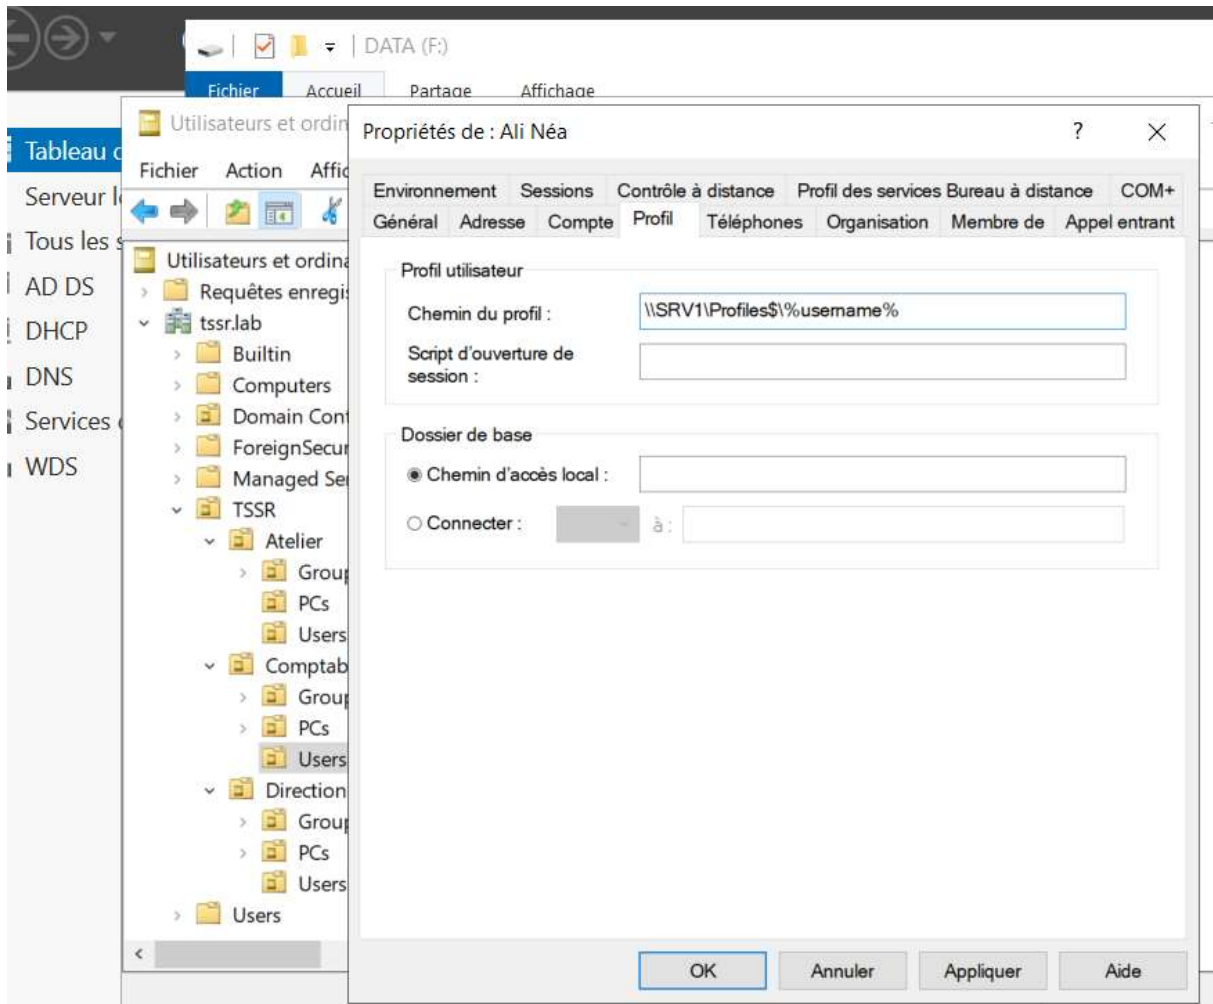 DATA (F:)
Fichier Accueil Partage Affichage
Utilisateurs et ordin
Fichier Action Affic
Tableau d
Serveur l
Tous les s
AD DS
DHCP
DNS
Services
WDS
Utilisateurs et ordina
Requêtes enregis
tssr.lab
Builtin
Computers
Domain Cont
ForeignSecur
Managed Ser
TSSR
Atelier
Group
PCs
Users
Comptab
Group
PCs
Users
Direction
Group
PCs
Users
Users
Propriétés de : Ali Néa
Environnement Sessions Contrôle à distance Profil des services Bureau à distance COM+
Général Adresse Compte Profil Téléphones Organisation Membre de Appel entrant
Profil utilisateur
Chemin du profil : \\SRV1\Profiles$\%username%
Script d'ouverture de
session :
Dossier de base
Chemin d'accès local :
Connecter : à :
OK Annuler Appliquer Aide